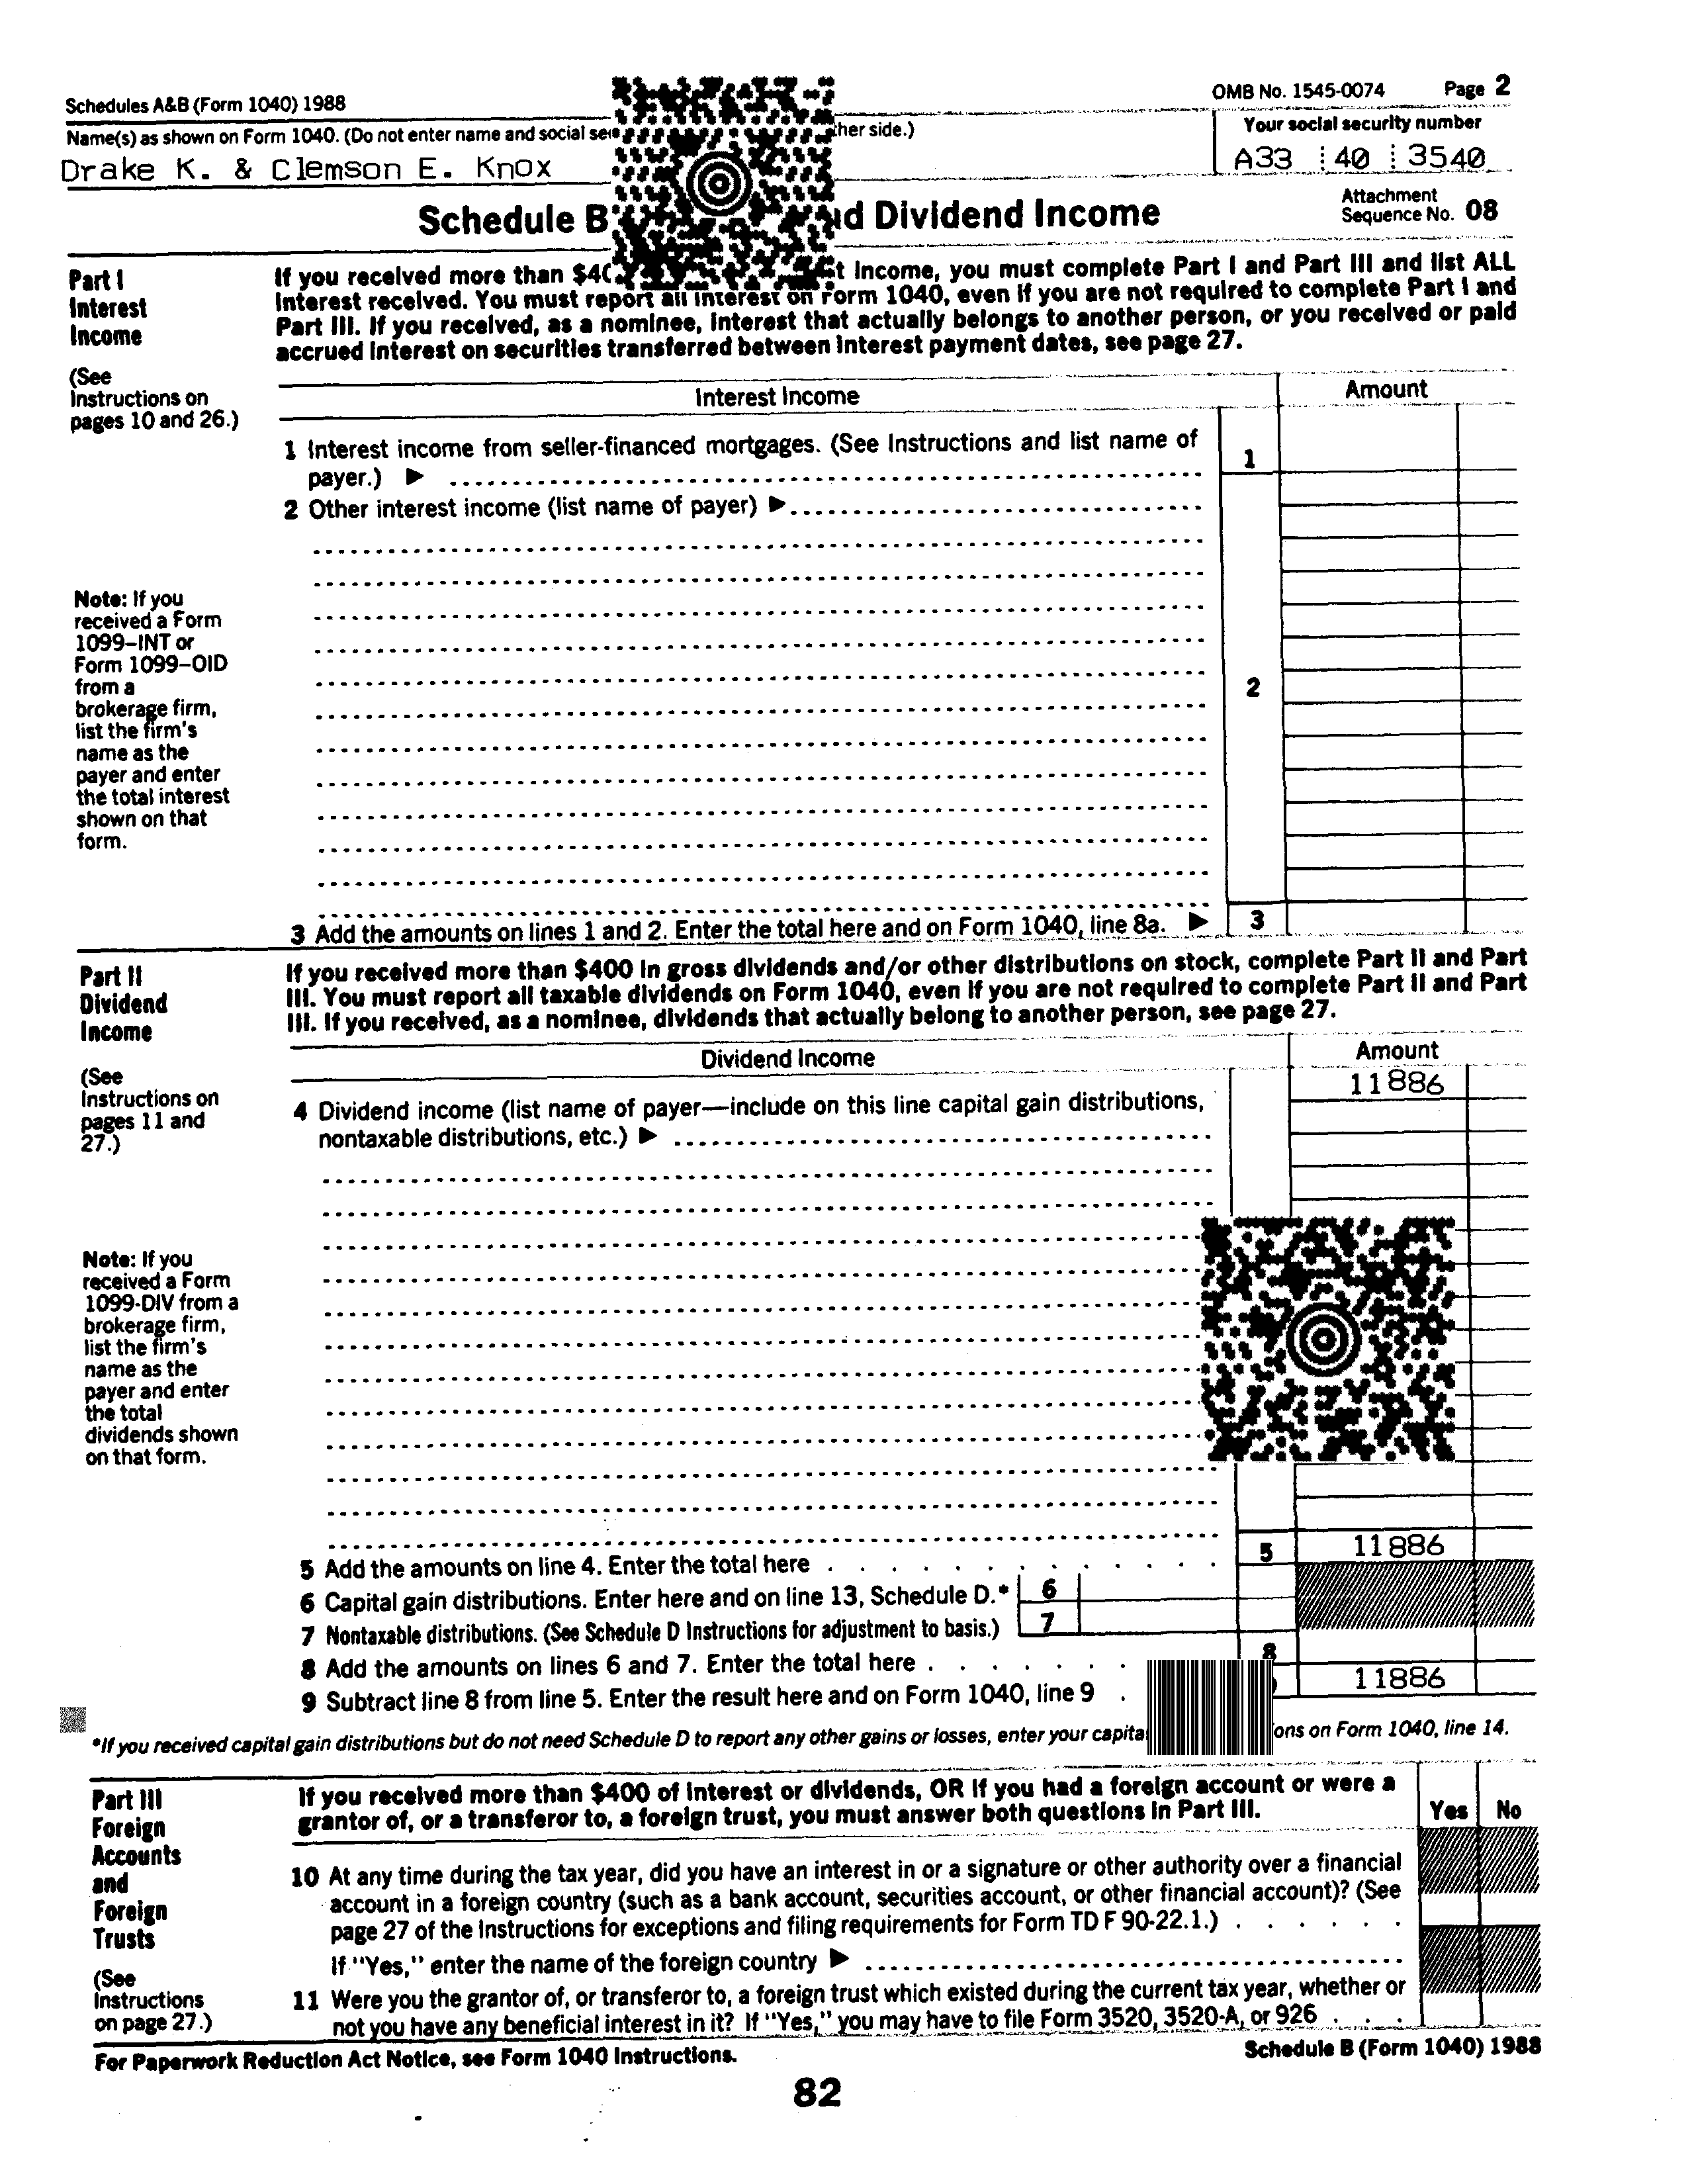 Schedules A&B (Form 1040) 1988
OMB No. 1545-0074 Page 2
Name(s) as shown on Form 1040. (Do not enter name and social her side.)
Your social security number
Drake K. & Clemson E. Knox
A33 40 3540
Schedule B d Dividend Income
Attachment
Sequence No. 08
Part I
Interest
Income
(See
Instructions on
pages 10 and 26.)
If you received more than $40 t Income, you must complete Part I and Part III and list ALL
Interest received. You must report all interest on Form 1040, even if you are not required to complete Part I and
Part III. If you received, as a nominee, interest that actually belongs to another person, or you received or paid
accrued interest on securities transferred between interest payment dates, see page 27.
Interest Income
Amount
1 Interest income from seller-financed mortgages. (See Instructions and list name of
payer.) ▶
1
2 Other interest income (list name of payer) ▶
Note: If you
received a Form
1099–INT or
Form 1099–OID
from a
brokerage firm,
list the firm's
name as the
payer and enter
the total interest
shown on that
form.
2
3 Add the amounts on lines 1 and 2. Enter the total here and on Form 1040, line 8a. ▶ 3
Part II
Dividend
Income
(See
Instructions on
pages 11 and
27.)
If you received more than $400 in gross dividends and/or other distributions on stock, complete Part II and Part
III. You must report all taxable dividends on Form 1040, even if you are not required to complete Part II and Part
III. If you received, as a nominee, dividends that actually belong to another person, see page 27.
Dividend Income
Amount
11886
4 Dividend income (list name of payer—include on this line capital gain distributions,
nontaxable distributions, etc.) ▶
Note: If you
received a Form
1099-DIV from a
brokerage firm,
list the firm's
name as the
payer and enter
the total
dividends shown
on that form.
5 Add the amounts on line 4. Enter the total here 5 11886
6 Capital gain distributions. Enter here and on line 13, Schedule D.* 6
7 Nontaxable distributions. (See Schedule D Instructions for adjustment to basis.) 7
8 Add the amounts on lines 6 and 7. Enter the total here 8
9 Subtract line 8 from line 5. Enter the result here and on Form 1040, line 9 11886
*If you received capital gain distributions but do not need Schedule D to report any other gains or losses, enter your capita ons on Form 1040, line 14.
Part III
Foreign
Accounts
and
Foreign
Trusts
(See
Instructions
on page 27.)
If you received more than $400 of interest or dividends, OR if you had a foreign account or were a
grantor of, or a transferor to, a foreign trust, you must answer both questions in Part III.
Yes No
10 At any time during the tax year, did you have an interest in or a signature or other authority over a financial
account in a foreign country (such as a bank account, securities account, or other financial account)? (See
page 27 of the Instructions for exceptions and filing requirements for Form TD F 90-22.1.)
If "Yes," enter the name of the foreign country ▶
11 Were you the grantor of, or transferor to, a foreign trust which existed during the current tax year, whether or
not you have any beneficial interest in it? If "Yes," you may have to file Form 3520, 3520-A, or 926
For Paperwork Reduction Act Notice, see Form 1040 Instructions.
Schedule B (Form 1040) 1988
82